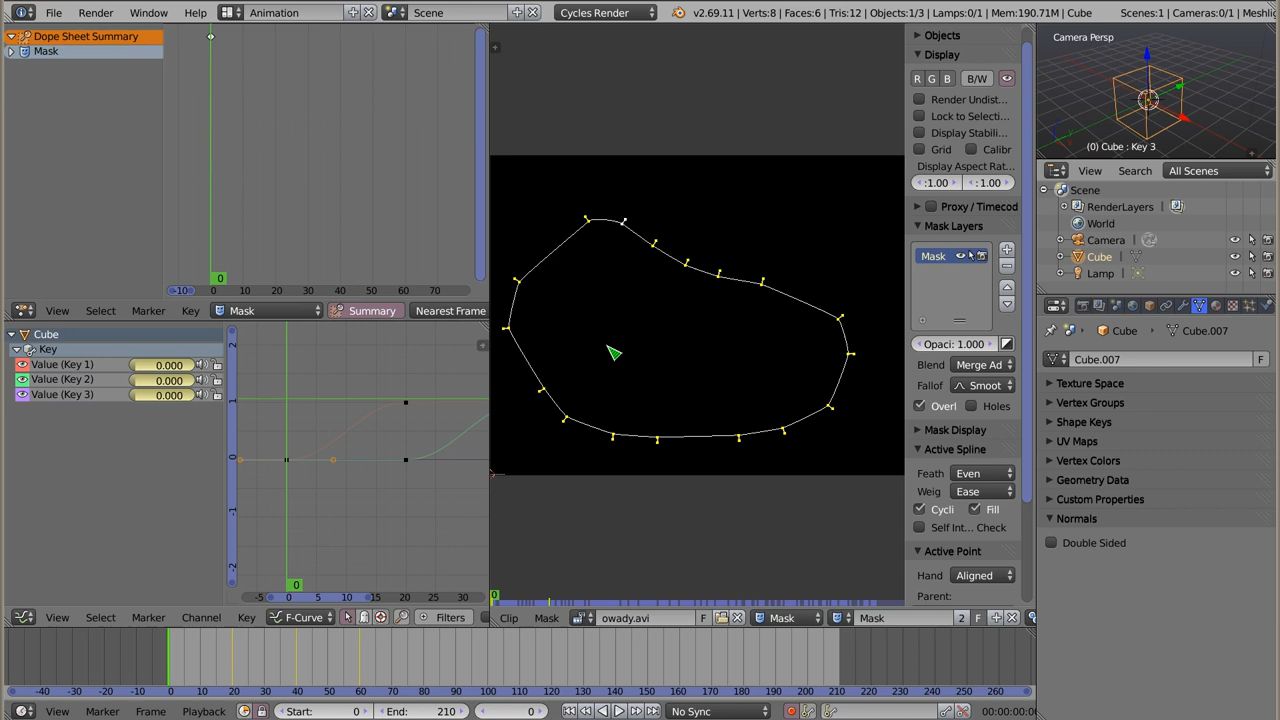 File Render Window Help Animation Scene Cycles Render v2.69.11 | Verts:8 | Faces:6 | Tris:12 | Objects:1/3 | Lamps:0/1 | Mem:190.71M | Cube Scenes:1 | Cameras:0/1 |
Dope Sheet Summary
Mask
0
-10 0 10 20 30 40 50 60 70
View Select Marker Key Mask Summary Nearest Frame
Cube
Key
Value (Key 1) 0.000
Value (Key 2) 0.000
Value (Key 3) 0.000
2
1
0
-1
-2
0
-5 0 5 10 15 20 25 30
View Select Marker Channel Key F-Curve Filters
Objects
Display
R G B B/W
Render Undist...
Lock to Selecti...
Display Stabili...
Grid Calibr
Display Aspect Rat...
:1.00 :1.00
Proxy / Timecod
Mask Layers
Mask
Opaci: 1.000
Blend Merge Ad
Fallof Smoot
Overl Holes
Mask Display
Active Spline
Feath Even
Weig Ease
Cycli Fill
Self Int... Check
Active Point
Hand Aligned
Parent:
0
Clip Mask owady.avi F Mask Mask 2 F
Camera Persp
(0) Cube : Key 3
View Search All Scenes
Scene
RenderLayers
World
Camera
Cube
Lamp
Cube Cube.007
Cube.007 F
Texture Space
Vertex Groups
Shape Keys
UV Maps
Vertex Colors
Geometry Data
Custom Properties
Normals
Double Sided
-40 -30 -20 -10 0 10 20 30 40 50 60 70 80 90 100 110 120 130 140 150 160 170 180 190 200 210 220 230 240 250 260
View Marker Frame Playback Start: 0 End: 210 0 No Sync 00:00:00:0